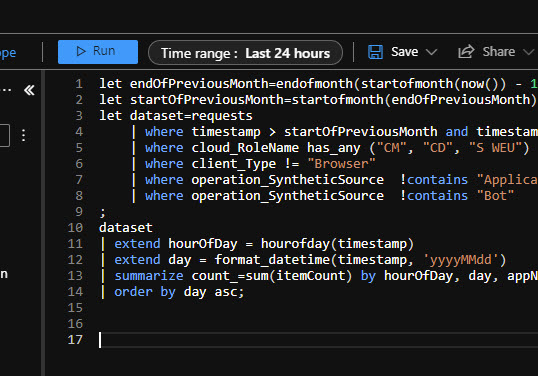 ope
Run
Time range : Last 24 hours
Save
Share
1 let endOfPreviousMonth=endofmonth(startofmonth(now()) - 1
2 let startOfPreviousMonth=startofmonth(endOfPreviousMonth)
3 let dataset=requests
4 | where timestamp > startOfPreviousMonth and timestam
5 | where cloud_RoleName has_any ("CM", "CD", "S WEU")
6 | where client_Type != "Browser"
7 | where operation_SyntheticSource  !contains "Applica
8 | where operation_SyntheticSource  !contains "Bot"
9 ;
10 dataset
11 | extend hourOfDay = hourofday(timestamp)
12 | extend day = format_datetime(timestamp, 'yyyyMMdd')
13 | summarize count_=sum(itemCount) by hourOfDay, day, appN
14 | order by day asc;
15
16
17
n